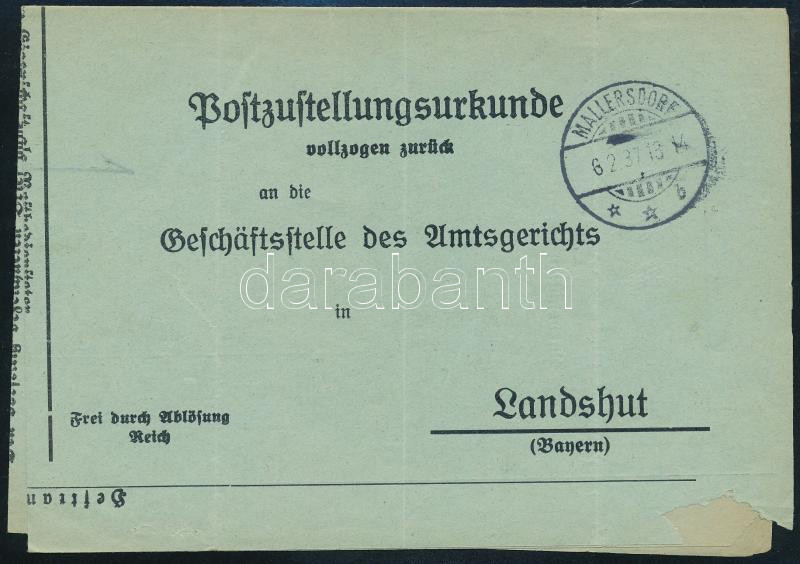 Postzustellungsurkunde
vollzogen zurück
an die
Geschäftsstelle des Amtsgerichts
in
Landshut
(Bayern)
Frei durch Ablösung
Reich
MALLERSDORF
6 2 37 13
b
darabanth
Heftran